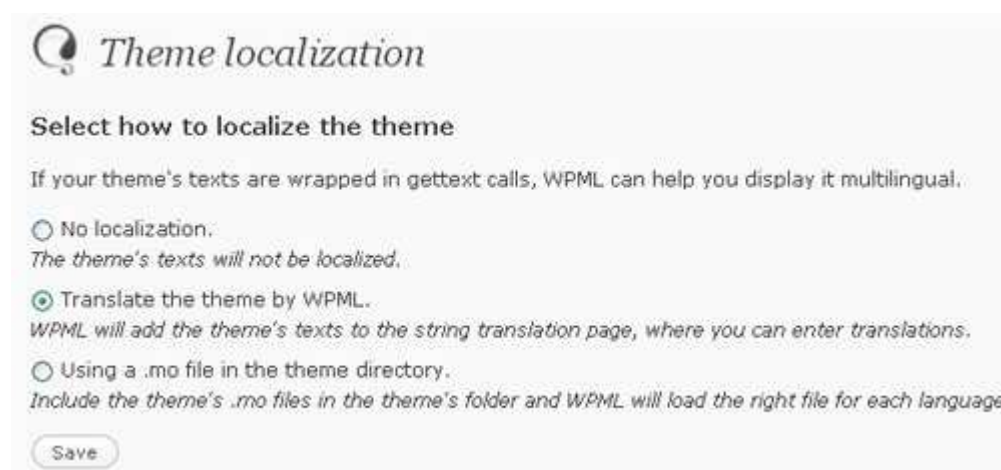 Theme localization
Select how to localize the theme
If your theme's texts are wrapped in gettext calls, WPML can help you display it multilingual.
No localization.
The theme's texts will not be localized.
Translate the theme by WPML.
WPML will add the theme's texts to the string translation page, where you can enter translations.
Using a .mo file in the theme directory.
Include the theme's .mo files in the theme's folder and WPML will load the right file for each language
Save